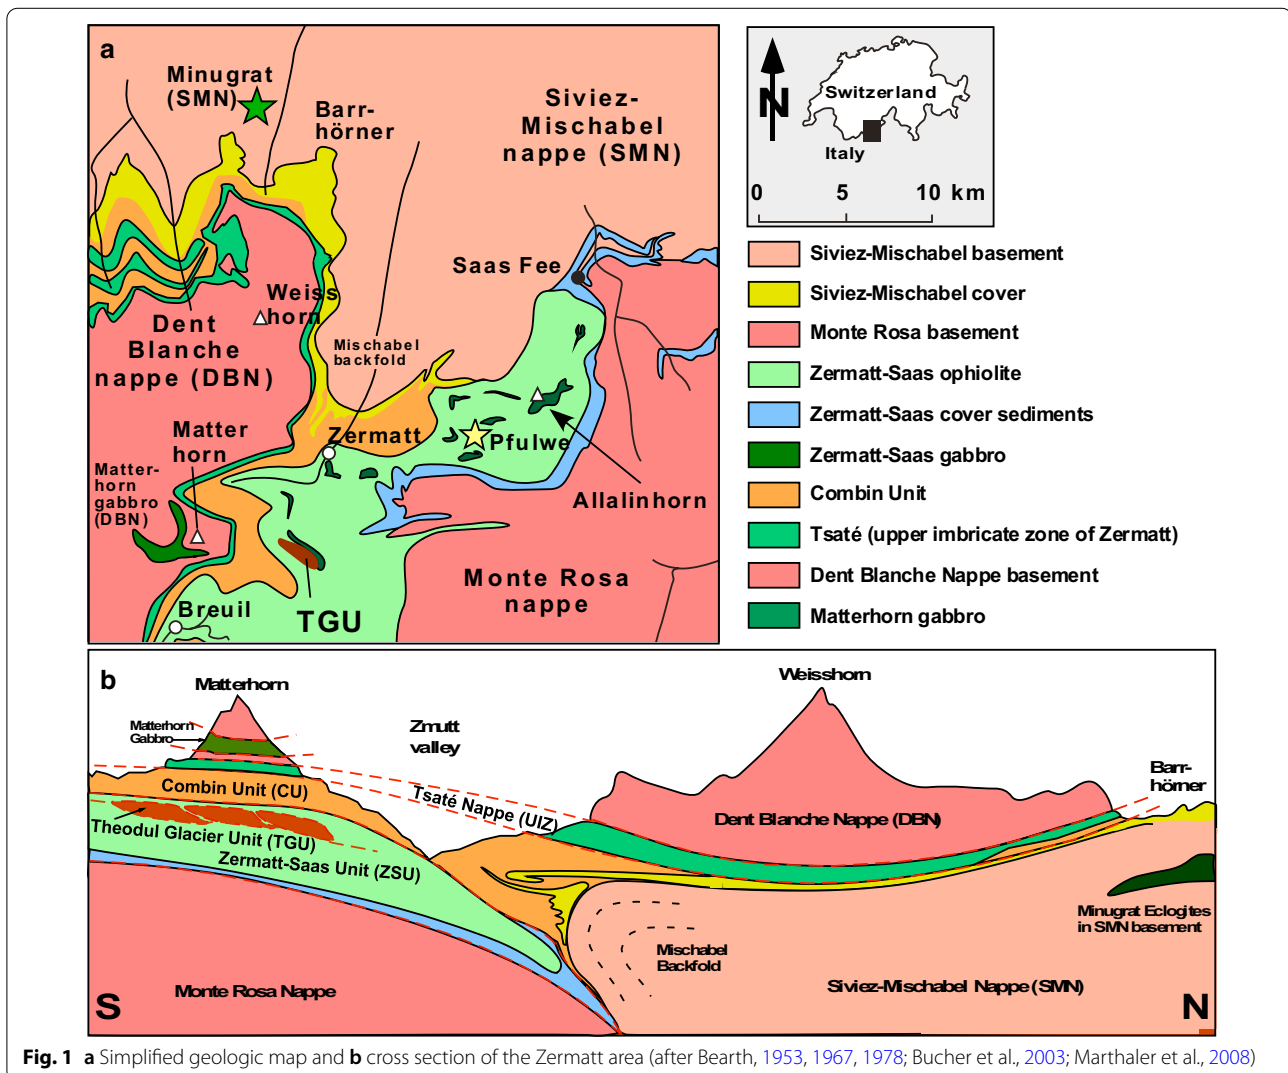 a
Minugrat
(SMN)
Barr-
hörner
Siviez-
Mischabel
nappe (SMN)
Saas Fee
Weiss
horn
Dent
Blanche
nappe (DBN)
Mischabel
backfold
Matter
horn
Zermatt
Pfulwe
Matter-
horn
gabbro
(DBN)
Allalinhorn
Monte Rosa
nappe
Breuil
TGU
N
Switzerland
Italy
0 5 10 km
Siviez-Mischabel basement
Siviez-Mischabel cover
Monte Rosa basement
Zermatt-Saas ophiolite
Zermatt-Saas cover sediments
Zermatt-Saas gabbro
Combin Unit
Tsaté (upper imbricate zone of Zermatt)
Dent Blanche Nappe basement
Matterhorn gabbro
b
Matterhorn
Weisshorn
Matterhorn
Gabbro
Zmutt
valley
Barr-
hörner
Combin Unit (CU)
Tsaté Nappe (UIZ)
Dent Blanche Nappe (DBN)
Theodul Glacier Unit (TGU)
Zermatt-Saas Unit (ZSU)
Minugrat Eclogites
in SMN basement
Mischabel
Backfold
Monte Rosa Nappe
Siviez-Mischabel Nappe (SMN)
S
N
Fig. 1 a Simplified geologic map and b cross section of the Zermatt area (after Bearth, 1953, 1967, 1978; Bucher et al., 2003; Marthaler et al., 2008)